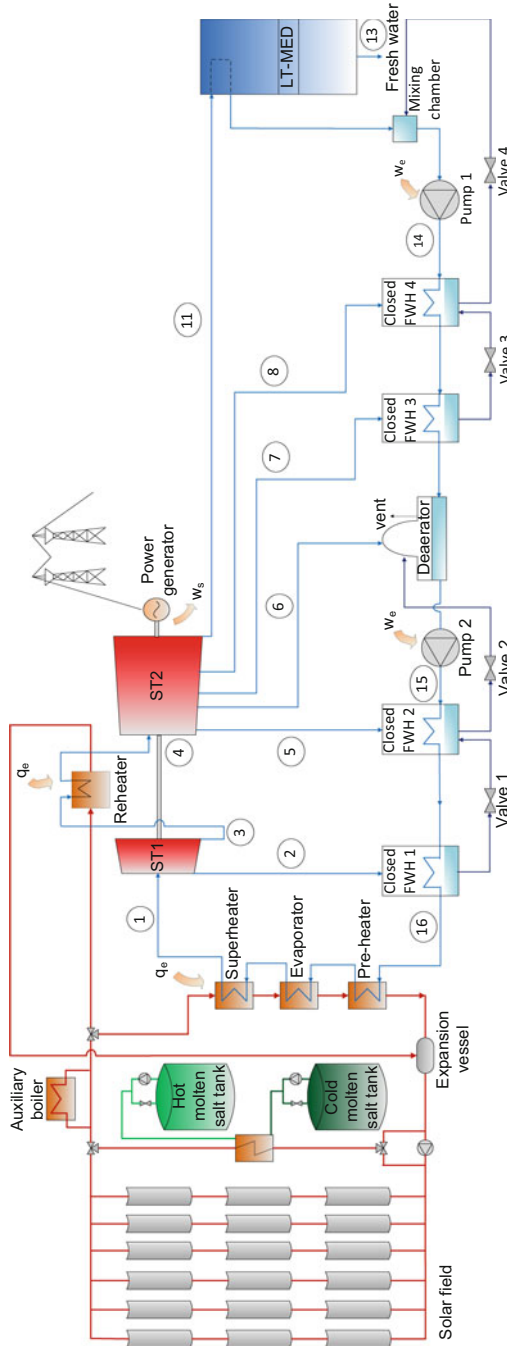 Solar field
Auxiliary
boiler
Hot
molten
salt tank
Cold
molten
salt tank
Expansion
vessel
qe
Superheater
Evaporator
Pre-heater
qe
Reheater
1
2
3
4
5
6
7
8
11
13
14
15
16
ST1
ST2
Power
generator
ws
LT-MED
Fresh water
Mixing
chamber
we
Pump 1
Closed
FWH 4
Closed
FWH 3
vent
Deaerator
we
Pump 2
Closed
FWH 2
Closed
FWH 1
Valve 1
Valve 2
Valve 3
Valve 4